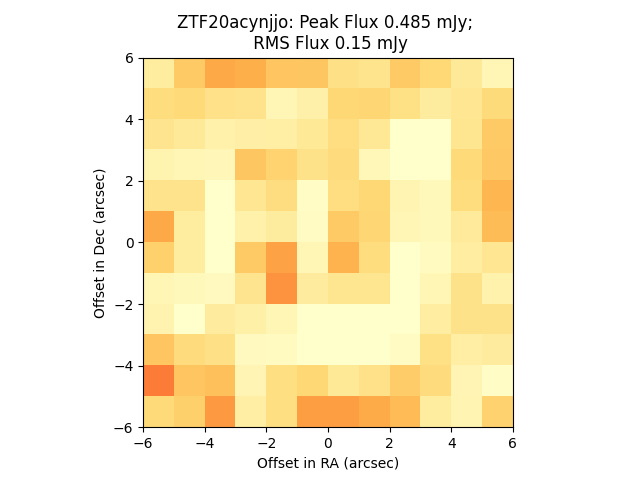 ZTF20acynjjo: Peak Flux 0.485 mJy;
RMS Flux 0.15 mJy
6
4
2
0
−2
−4
−6
Offset in Dec (arcsec)
−6 −4 −2 0 2 4 6
Offset in RA (arcsec)